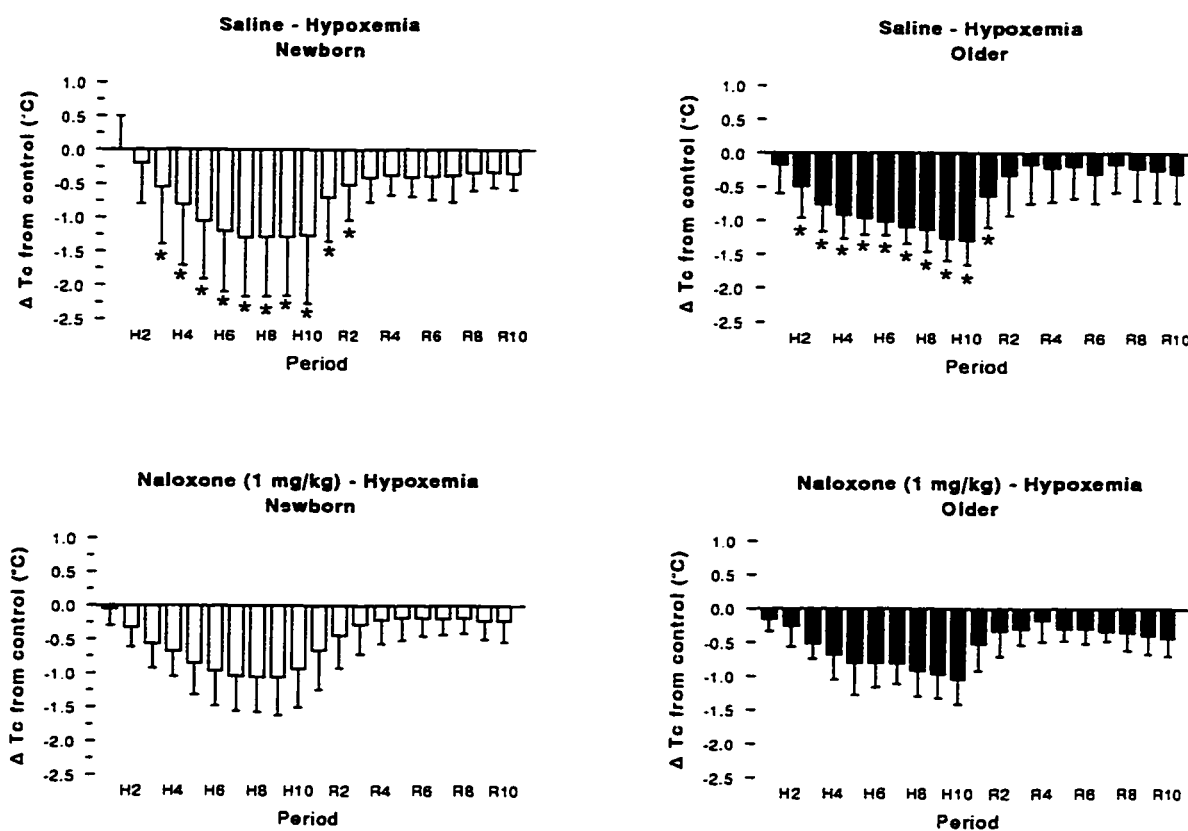 Saline - Hypoxemia
Newborn
Δ Tc from control (°C)
1.0
0.5
0.0
-0.5
-1.0
-1.5
-2.0
-2.5
* * * * * * * * * *
H2 H4 H6 H8 H10 R2 R4 R6 R8 R10
Period
Saline - Hypoxemia
Older
Δ Tc from control (°C)
1.0
0.5
0.0
-0.5
-1.0
-1.5
-2.0
-2.5
* * * * * * * * * *
H2 H4 H6 H8 H10 R2 R4 R6 R8 R10
Period
Naloxone (1 mg/kg) - Hypoxemia
Newborn
Δ Tc from control (°C)
1.0
0.5
0.0
-0.5
-1.0
-1.5
-2.0
-2.5
H2 H4 H6 H8 H10 R2 R4 R6 R8 R10
Period
Naloxone (1 mg/kg) - Hypoxemia
Older
Δ Tc from control (°C)
1.0
0.5
0.0
-0.5
-1.0
-1.5
-2.0
-2.5
H2 H4 H6 H8 H10 R2 R4 R6 R8 R10
Period